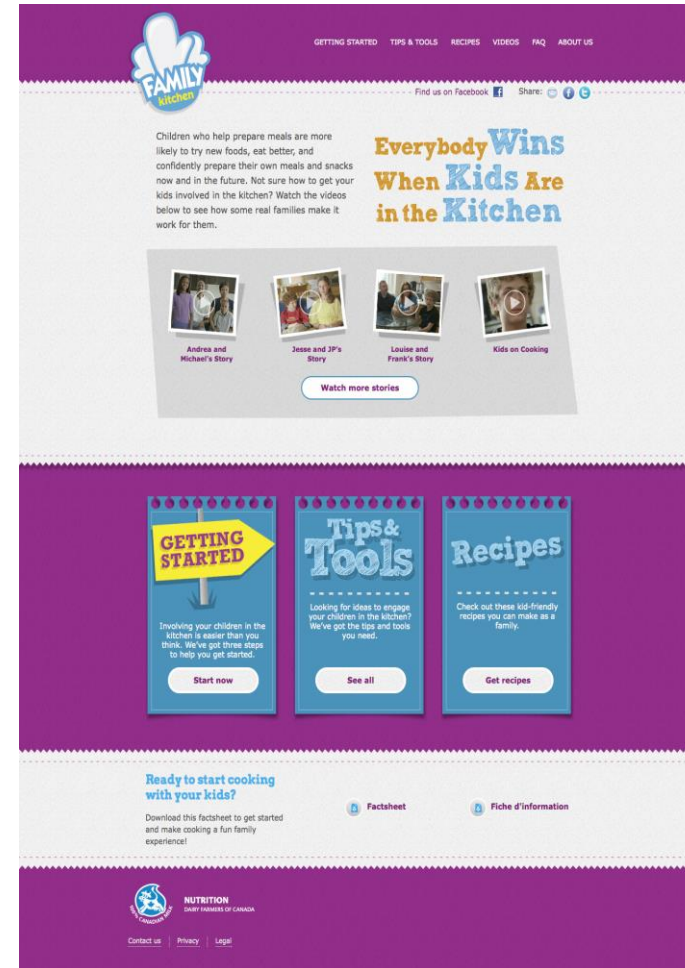 FAMILY
kitchen
GETTING STARTED TIPS & TOOLS RECIPES VIDEOS FAQ ABOUT US
Find us on Facebook Share:
Children who help prepare meals are more
likely to try new foods, eat better, and
confidently prepare their own meals and snacks
now and in the future. Not sure how to get your
kids involved in the kitchen? Watch the videos
below to see how some real families make it
work for them.
Everybody Wins
When Kids Are
in the Kitchen
Andrea and
Michael's Story
Jesse and JP's
Story
Louise and
Frank's Story
Kids on Cooking
Watch more stories
GETTING
STARTED
Involving your children in the
kitchen is easier than you
think. We've got three steps
to help you get started.
Start now
Tips &
Tools
Looking for ideas to engage
your children in the kitchen?
We've got the tips and tools
you need.
See all
Recipes
Check out these kid-friendly
recipes you can make as a
family.
Get recipes
Ready to start cooking
with your kids?
Download this factsheet to get started
and make cooking a fun family
experience!
Factsheet
Fiche d'information
100% CANADIAN MILK
NUTRITION
DAIRY FARMERS OF CANADA
Contact us Privacy Legal